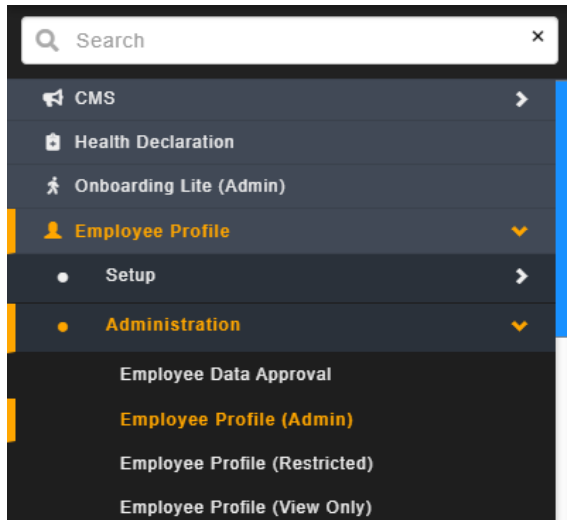 Search
CMS
Health Declaration
Onboarding Lite (Admin)
Employee Profile
Setup
Administration
Employee Data Approval
Employee Profile (Admin)
Employee Profile (Restricted)
Employee Profile (View Only)